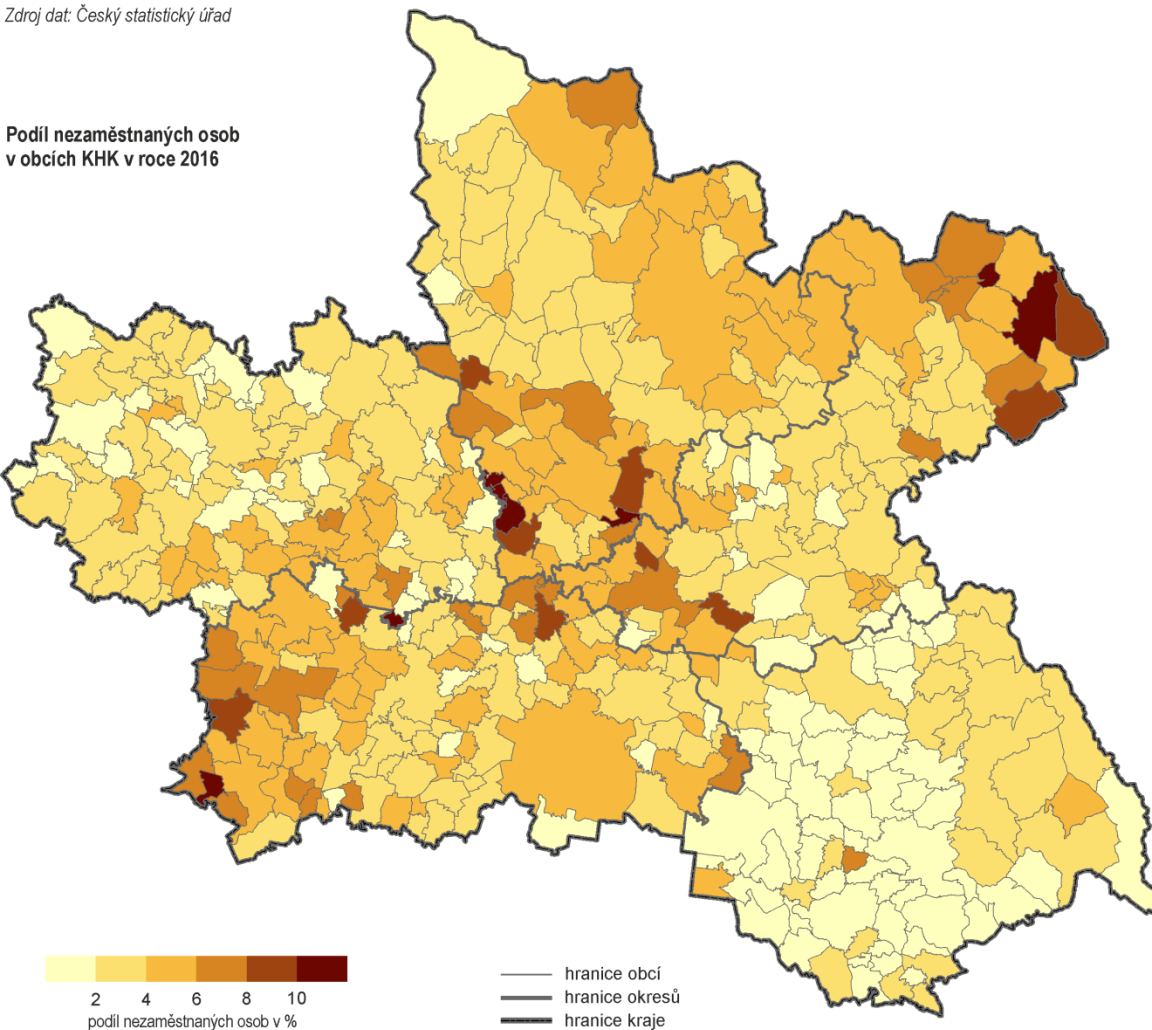 Zdroj dat: Český statistický úřad
Podíl nezaměstnaných osob
v obcích KHK v roce 2016
2 4 6 8 10
podíl nezaměstnaných osob v %
hranice obcí
hranice okresů
hranice kraje